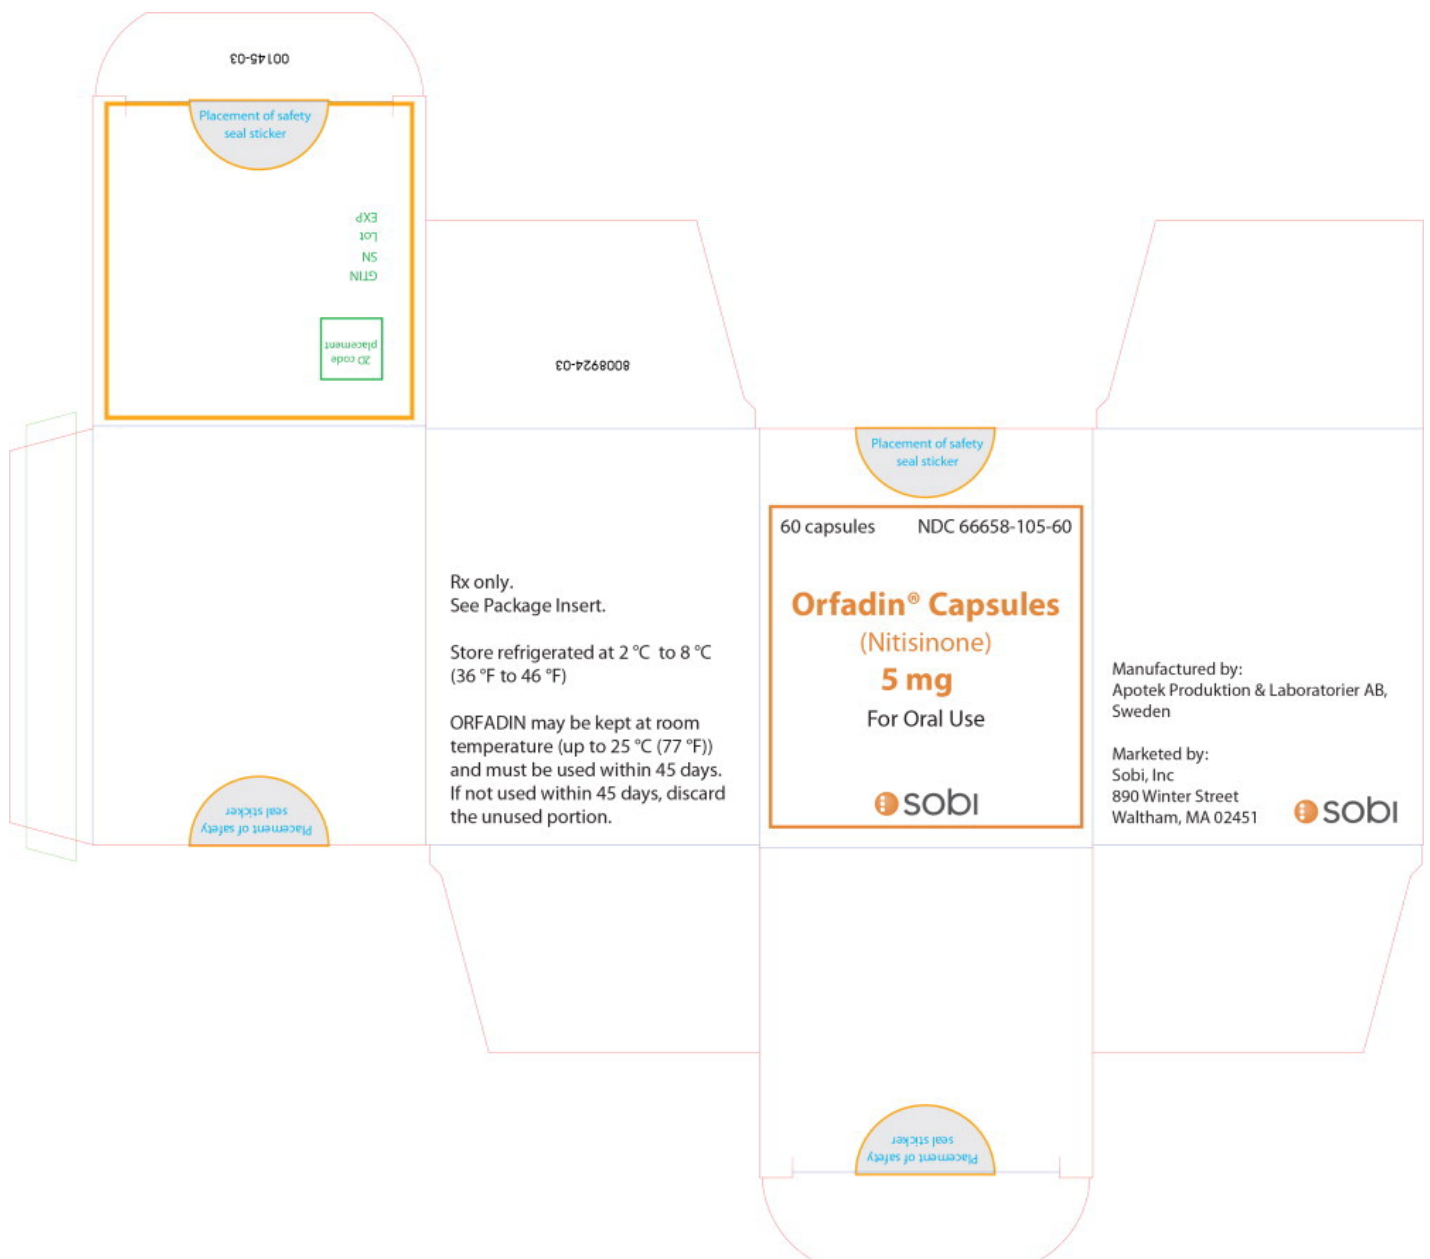 00145-03
Placement of safety
seal sticker
EXP
Lot
SN
GTIN
2D code
placement
8008924-03
Placement of safety
seal sticker
Rx only.
See Package Insert.
Store refrigerated at 2 °C to 8 °C
(36 °F to 46 °F)
ORFADIN may be kept at room
temperature (up to 25 °C (77 °F))
and must be used within 45 days.
If not used within 45 days, discard
the unused portion.
Placement of safety
seal sticker
60 capsules NDC 66658-105-60
Orfadin® Capsules
(Nitisinone)
5 mg
For Oral Use
sobi
Manufactured by:
Apotek Produktion & Laboratorier AB,
Sweden
Marketed by:
Sobi, Inc
890 Winter Street
Waltham, MA 02451
sobi
Placement of safety
seal sticker